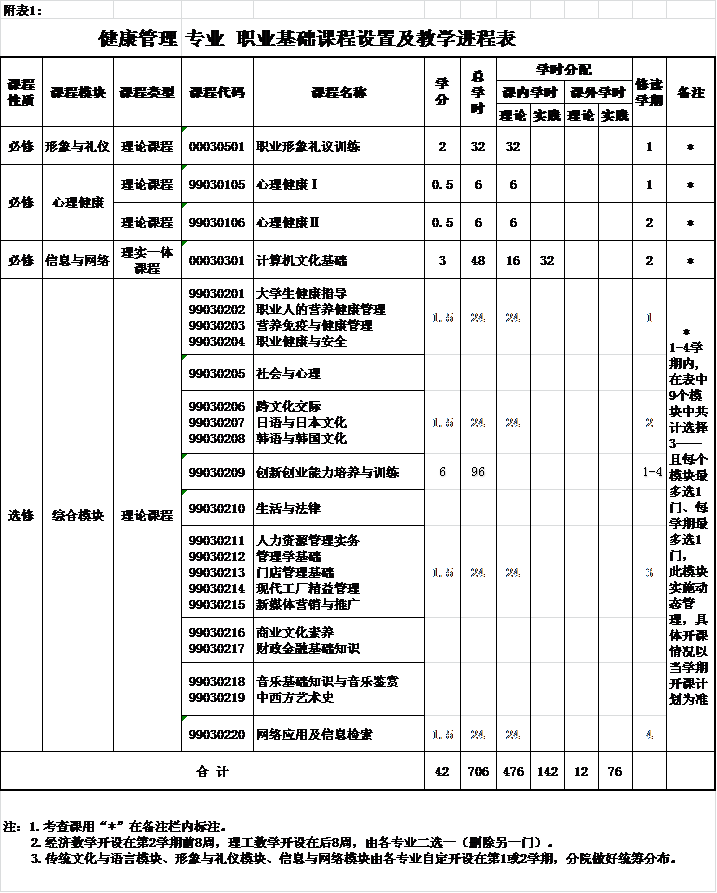 附表1：
健康管理 专业 职业基础课程设置及教学进程表
课程性质 课程模块 课程类型 课程代码 课程名称 学分 总学时 学时分配 修读学期 备注
课内学时 课外学时
理论 实践 理论 实践
必修 形象与礼仪 理论课程 00030501 职业形象礼议训练 2 32 32 1 *
必修 心理健康 理论课程 99030105 心理健康Ⅰ 0.5 6 6 1 *
理论课程 99030106 心理健康Ⅱ 0.5 6 6 2 *
必修 信息与网络 理实一体课程 00030301 计算机文化基础 3 48 16 32 2 *
选修 综合模块 理论课程
99030201 大学生健康指导
99030202 职业人的营养健康管理
99030203 营养免疫与健康管理
99030204 职业健康与安全
1.5 24 24 1
99030205 社会与心理
99030206 跨文化交际
99030207 日语与日本文化
99030208 韩语与韩国文化
1.5 24 24 2
99030209 创新创业能力培养与训练 6 96 1-4
99030210 生活与法律
99030211 人力资源管理实务
99030212 管理学基础
99030213 门店管理基础
99030214 现代工厂精益管理
99030215 新媒体营销与推广
1.5 24 24 3
99030216 商业文化素养
99030217 财政金融基础知识
99030218 音乐基础知识与音乐鉴赏
99030219 中西方艺术史
99030220 网络应用及信息检索 1.5 24 24 4
*
1-4学
期内，
在表中
9个模
块中共
计选择
3——
且每个
模块最
多选1
门、每
学期最
多选1
门，
此模块
实施动
态管
理，具
体开课
情况以
当学期
开课计
划为准
合 计 42 706 476 142 12 76
注：1.考查课用“*”在备注栏内标注。
2.经济数学开设在第2学期前8周，理工数学开设在后8周，由各专业二选一（删除另一门）。
3.传统文化与语言模块、形象与礼仪模块、信息与网络模块由各专业自定开设在第1或2学期，分院做好统筹分布。